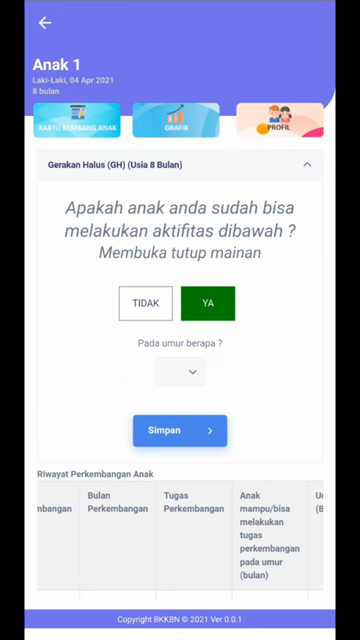 Anak 1
Laki-Laki, 04 Apr 2021
8 bulan
KARTU KEMBANG ANAK
GRAFIK
PROFIL
Gerakan Halus (GH) (Usia 8 Bulan)
Apakah anak anda sudah bisa
melakukan aktifitas dibawah ?
Membuka tutup mainan
TIDAK
YA
Pada umur berapa ?
Simpan
Riwayat Perkembangan Anak
mbangan
Bulan
Perkembangan
Tugas
Perkembangan
Anak
mampu/bisa
melakukan
tugas
perkembangan
pada umur
(bulan)
Copyright BKKBN © 2021 Ver 0.0.1